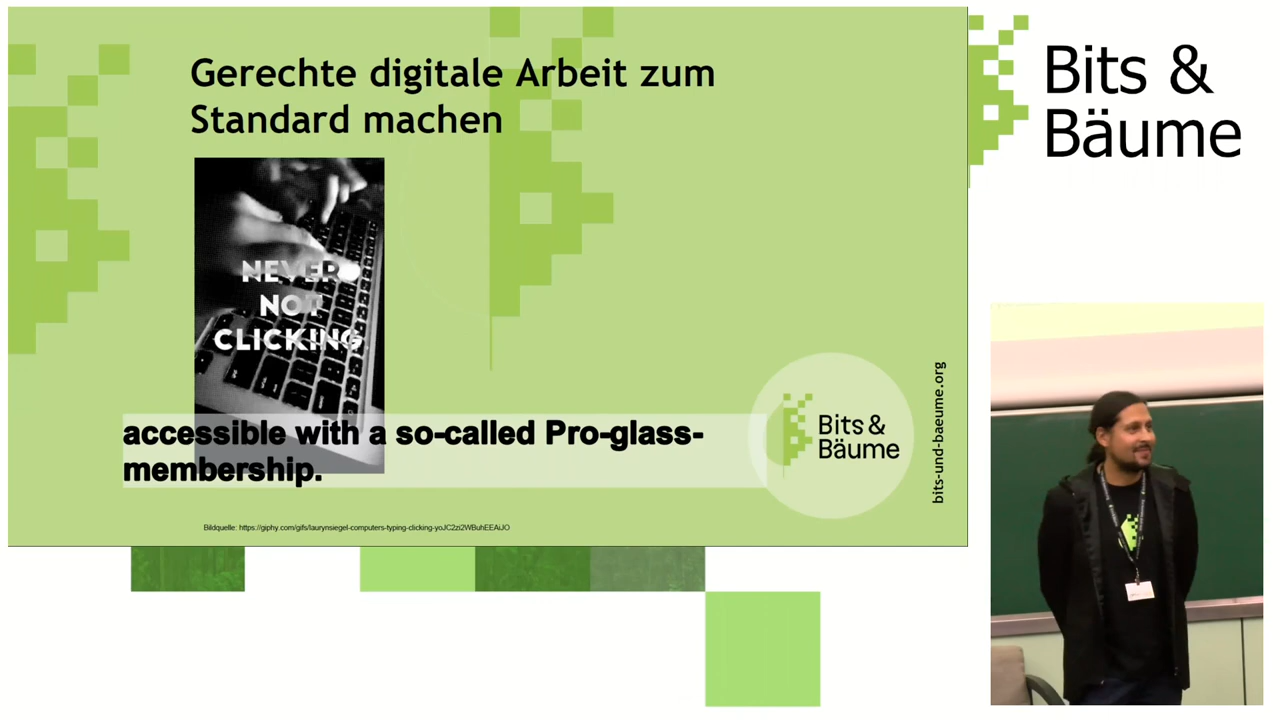 Gerechte digitale Arbeit zum
Standard machen
NEVER
NOT
CLICKING
accessible with a so-called Pro-glass-
membership.
Bits &
Bäume
bits-und-baeume.org
Bildquelle: https://giphy.com/gifs/laurynsiegel-computers-typing-clicking-yoJC2zi2WBuhEEAiJO
Bits &
Bäume